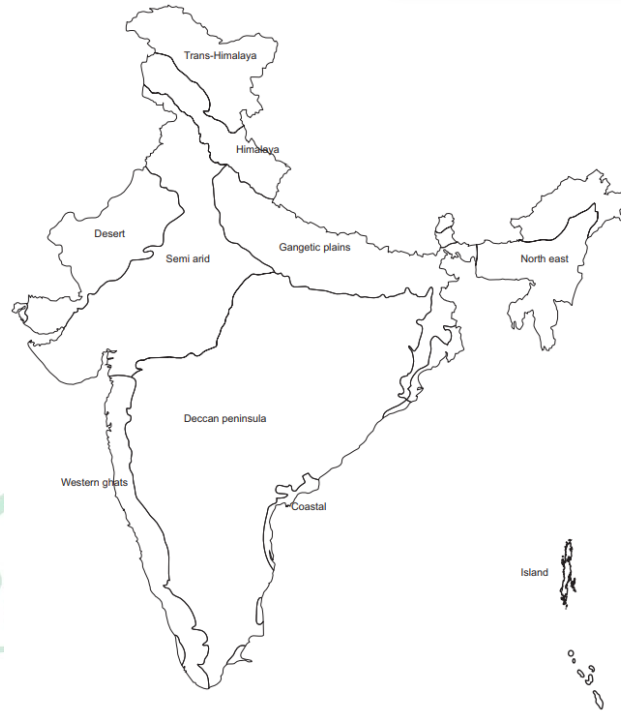 Trans-Himalaya
Himalaya
Desert
Semi arid
Gangetic plains
North east
Deccan peninsula
Western ghats
Coastal
Island